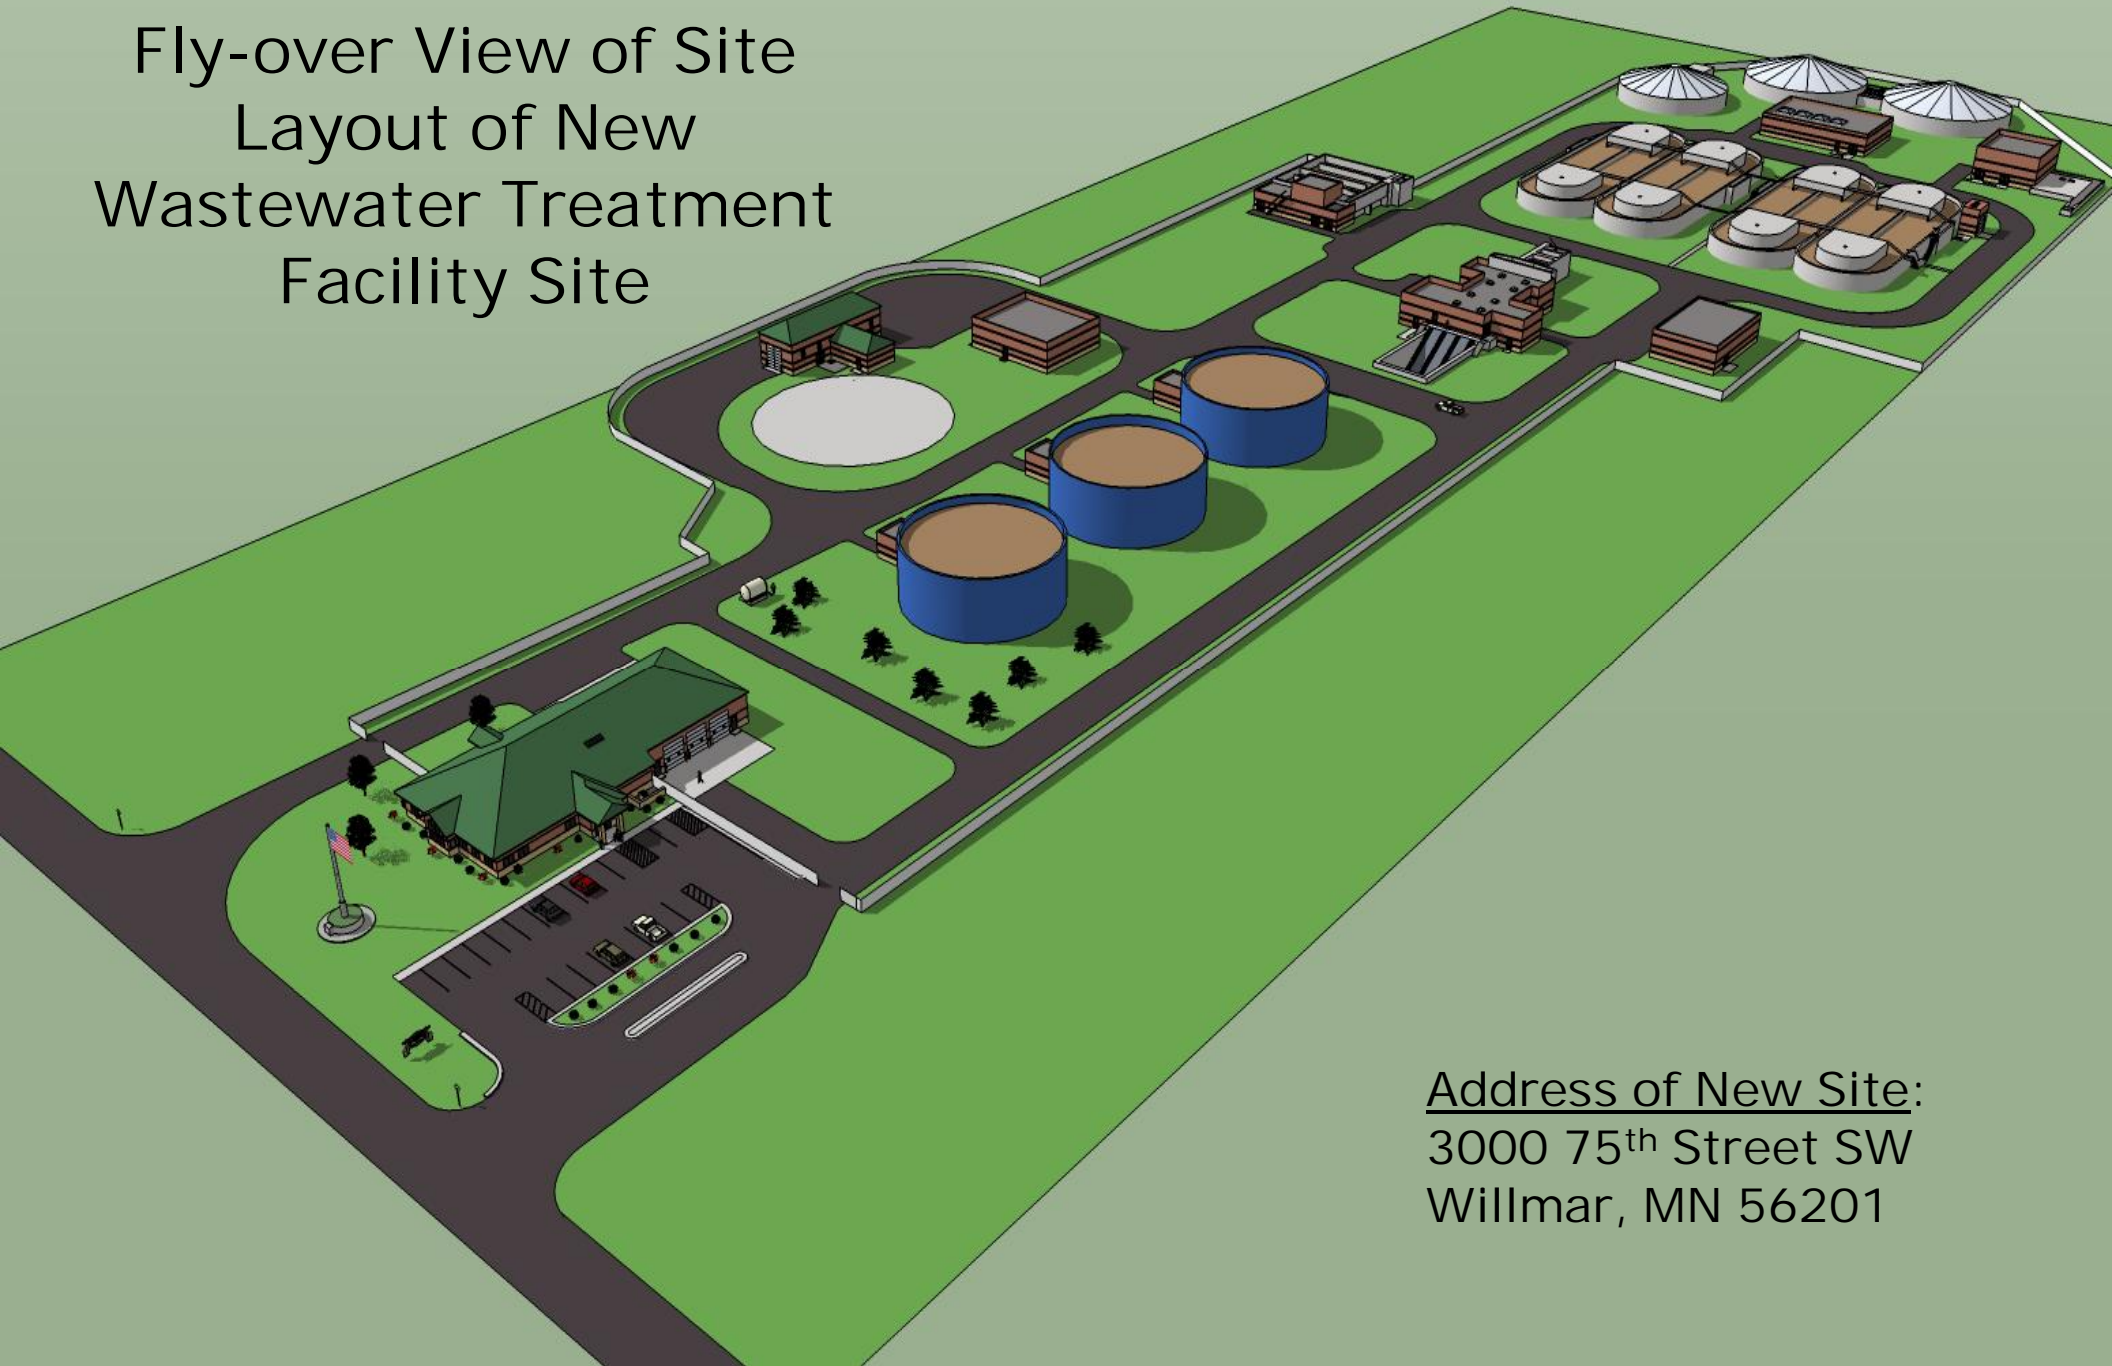 Fly-over View of Site
Layout of New
Wastewater Treatment
Facility Site
Address of New Site:
3000 75th Street SW
Willmar, MN 56201